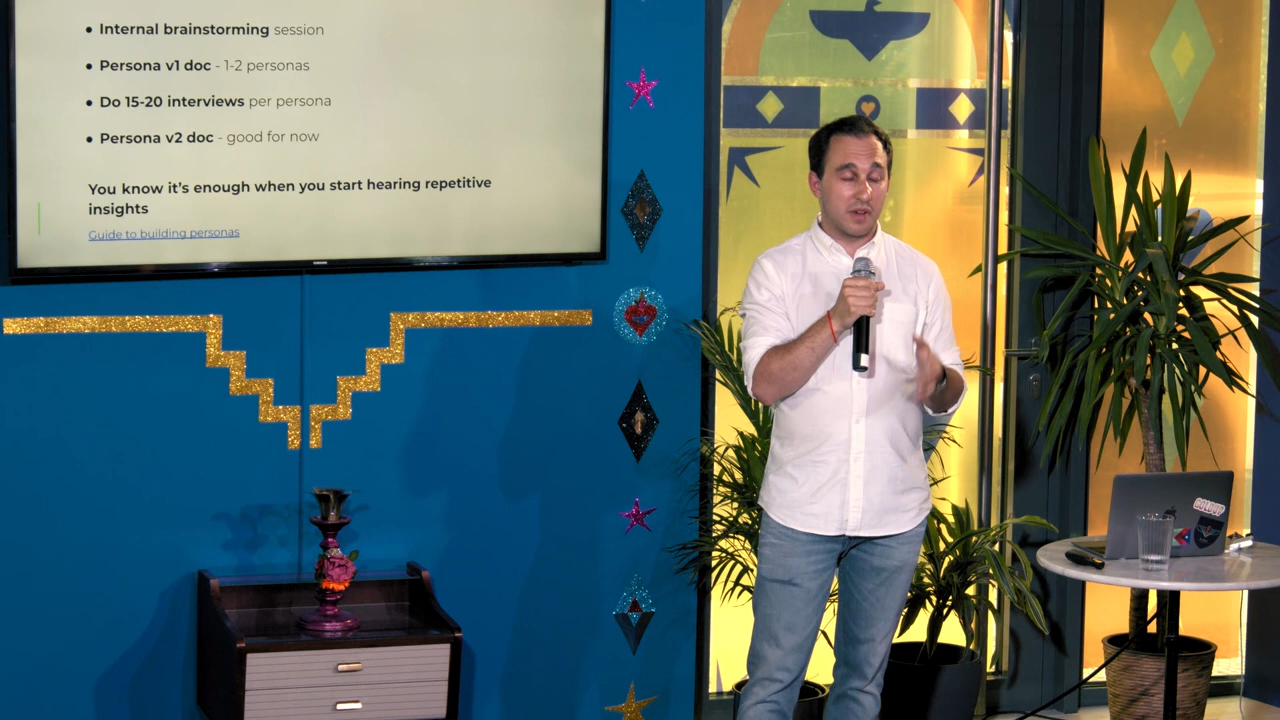 • Internal brainstorming session
• Persona v1 doc - 1-2 personas
• Do 15-20 interviews per persona
• Persona v2 doc - good for now
You know it's enough when you start hearing repetitive
insights
Guide to building personas
SAMSUNG